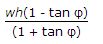 wh(1 - tan φ)
(1 + tan φ)